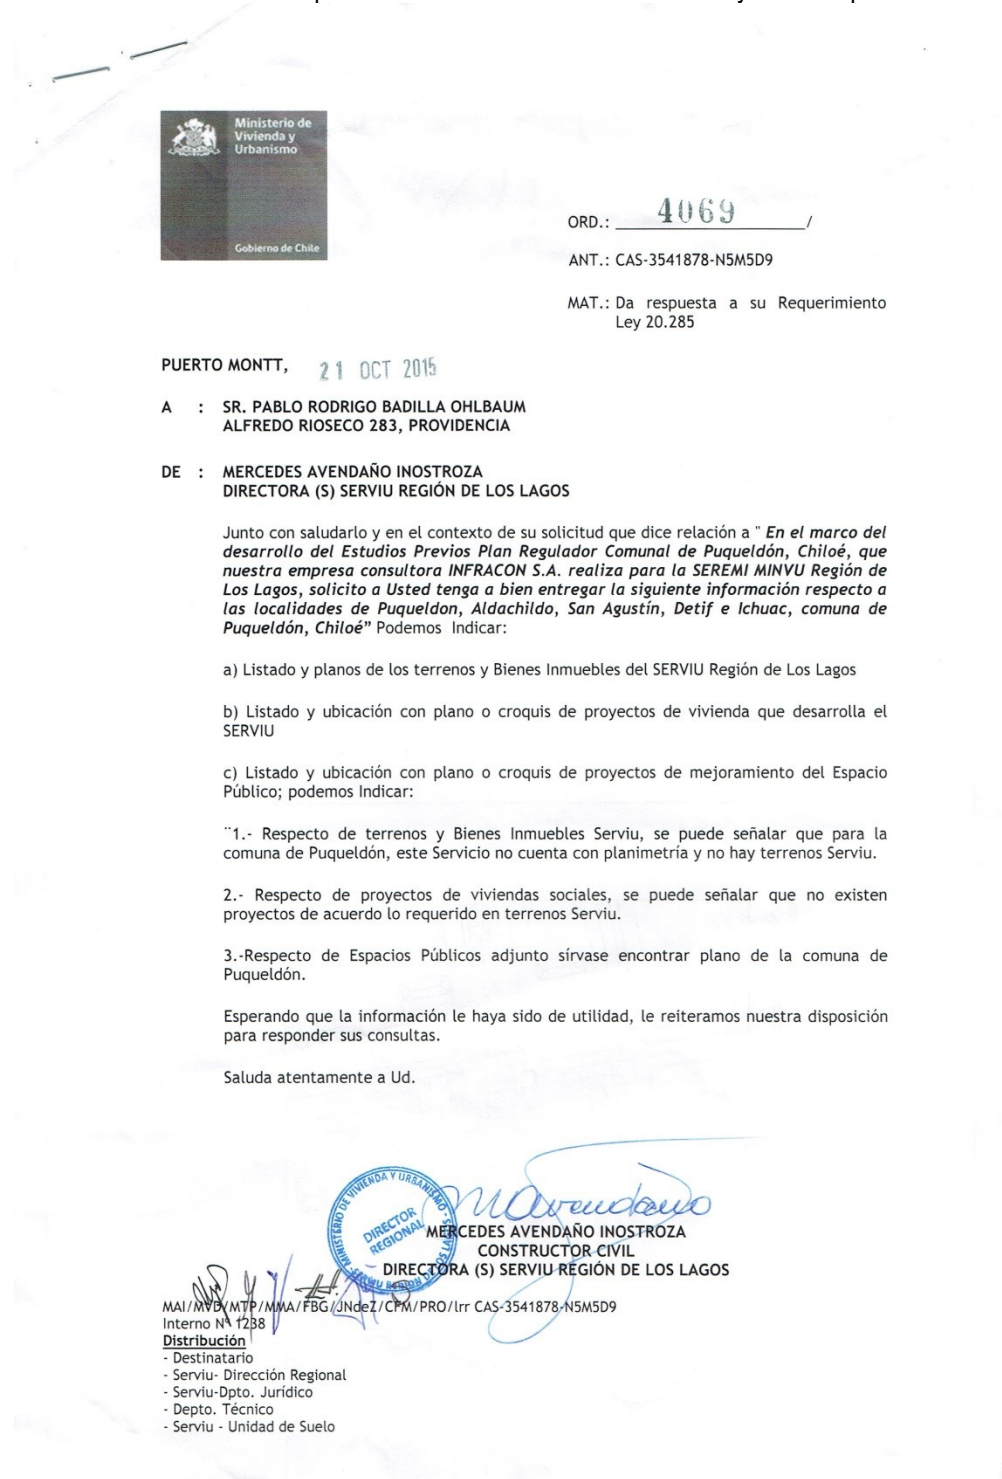 Ministerio de
Vivienda y
Urbanismo
Gobierno de Chile
ORD.: 4069 /
ANT.: CAS-3541878-N5M5D9
MAT.: Da respuesta a su Requerimiento
Ley 20.285
PUERTO MONTT, 21 OCT 2015
A : SR. PABLO RODRIGO BADILLA OHLBAUM
ALFREDO RIOSECO 283, PROVIDENCIA
DE : MERCEDES AVENDAÑO INOSTROZA
DIRECTORA (S) SERVIU REGIÓN DE LOS LAGOS
Junto con saludarlo y en el contexto de su solicitud que dice relación a " En el marco del
desarrollo del Estudios Previos Plan Regulador Comunal de Puqueldón, Chiloé, que
nuestra empresa consultora INFRACON S.A. realiza para la SEREMI MINVU Región de
Los Lagos, solicito a Usted tenga a bien entregar la siguiente información respecto a
las localidades de Puqueldon, Aldachildo, San Agustín, Detif e Ichuac, comuna de
Puqueldón, Chiloé" Podemos Indicar:
a) Listado y planos de los terrenos y Bienes Inmuebles del SERVIU Región de Los Lagos
b) Listado y ubicación con plano o croquis de proyectos de vivienda que desarrolla el
SERVIU
c) Listado y ubicación con plano o croquis de proyectos de mejoramiento del Espacio
Público; podemos Indicar:
¨1.- Respecto de terrenos y Bienes Inmuebles Serviu, se puede señalar que para la
comuna de Puqueldón, este Servicio no cuenta con planimetría y no hay terrenos Serviu.
2.- Respecto de proyectos de viviendas sociales, se puede señalar que no existen
proyectos de acuerdo lo requerido en terrenos Serviu.
3.-Respecto de Espacios Públicos adjunto sírvase encontrar plano de la comuna de
Puqueldón.
Esperando que la información le haya sido de utilidad, le reiteramos nuestra disposición
para responder sus consultas.
Saluda atentamente a Ud.
MINISTERIO DE VIVIENDA Y URBANISMO
DIRECTOR
REGIONAL
SERVIU REGION DE LOS LAGOS
MAvendaño
MERCEDES AVENDAÑO INOSTROZA
CONSTRUCTOR CIVIL
DIRECTORA (S) SERVIU REGIÓN DE LOS LAGOS
MAI/MVD/MTP/MMA/FBG/JNdeZ/CPM/PRO/lrr CAS-3541878-N5M5D9
Interno Nº 1238
Distribución
- Destinatario
- Serviu- Dirección Regional
- Serviu-Dpto. Jurídico
- Depto. Técnico
- Serviu - Unidad de Suelo